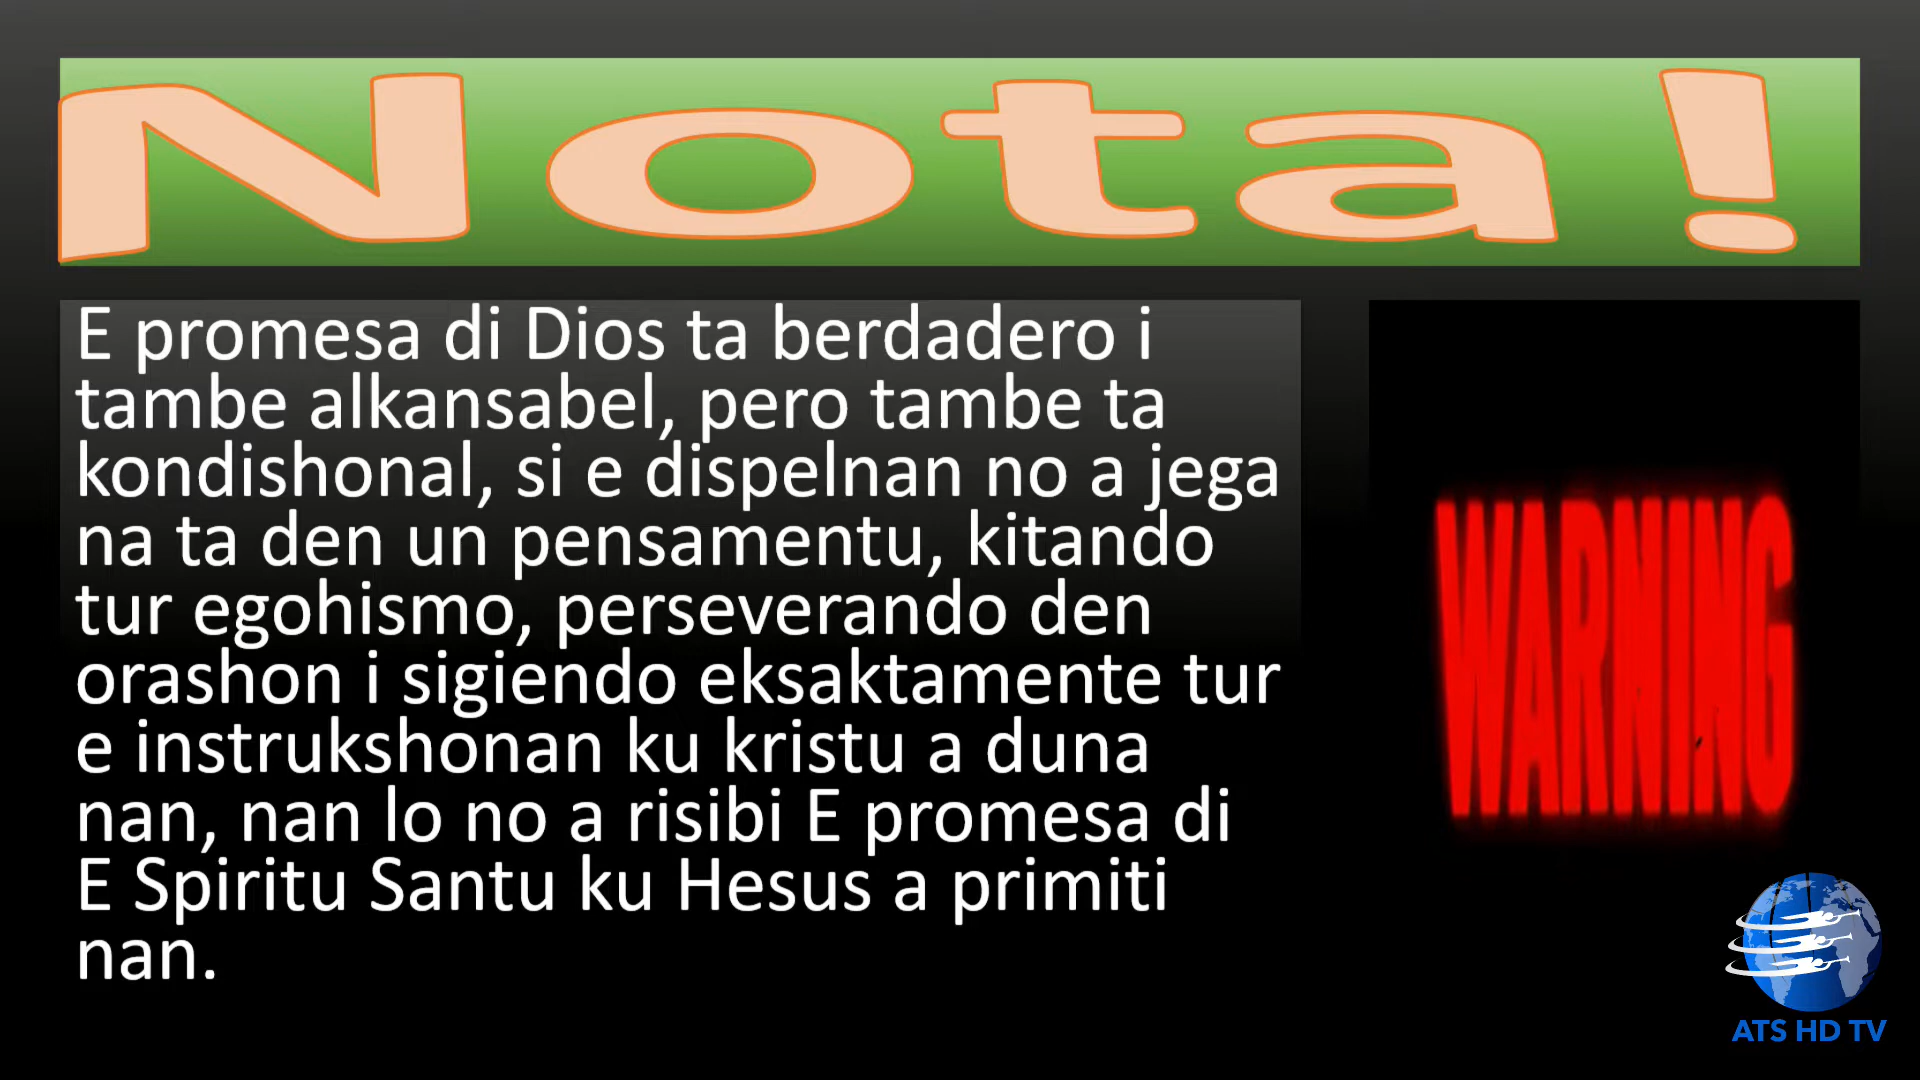 Nota!
E promesa di Dios ta berdadero i
tambe alkansabel, pero tambe ta
kondishonal, si e dispelnan no a jega
na ta den un pensamentu, kitando
tur egohismo, perseverando den
orashon i sigiendo eksaktamente tur
e instrukshonan ku kristu a duna
nan, nan lo no a risibi E promesa di
E Spiritu Santu ku Hesus a primiti
nan.
WARNING
ATS HD TV